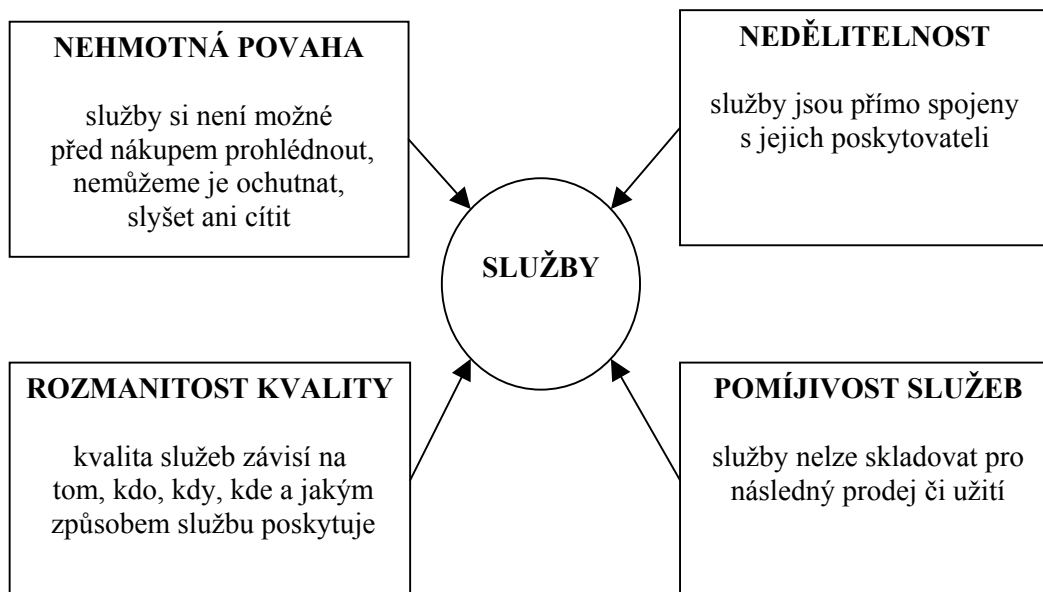 NEHMOTNÁ POVAHA
služby si není možné
před nákupem prohlédnout,
nemůžeme je ochutnat,
slyšet ani cítit
NEDĚLITELNOST
služby jsou přímo spojeny
s jejich poskytovateli
SLUŽBY
ROZMANITOST KVALITY
kvalita služeb závisí na
tom, kdo, kdy, kde a jakým
způsobem službu poskytuje
POMÍJIVOST SLUŽEB
služby nelze skladovat pro
následný prodej či užití